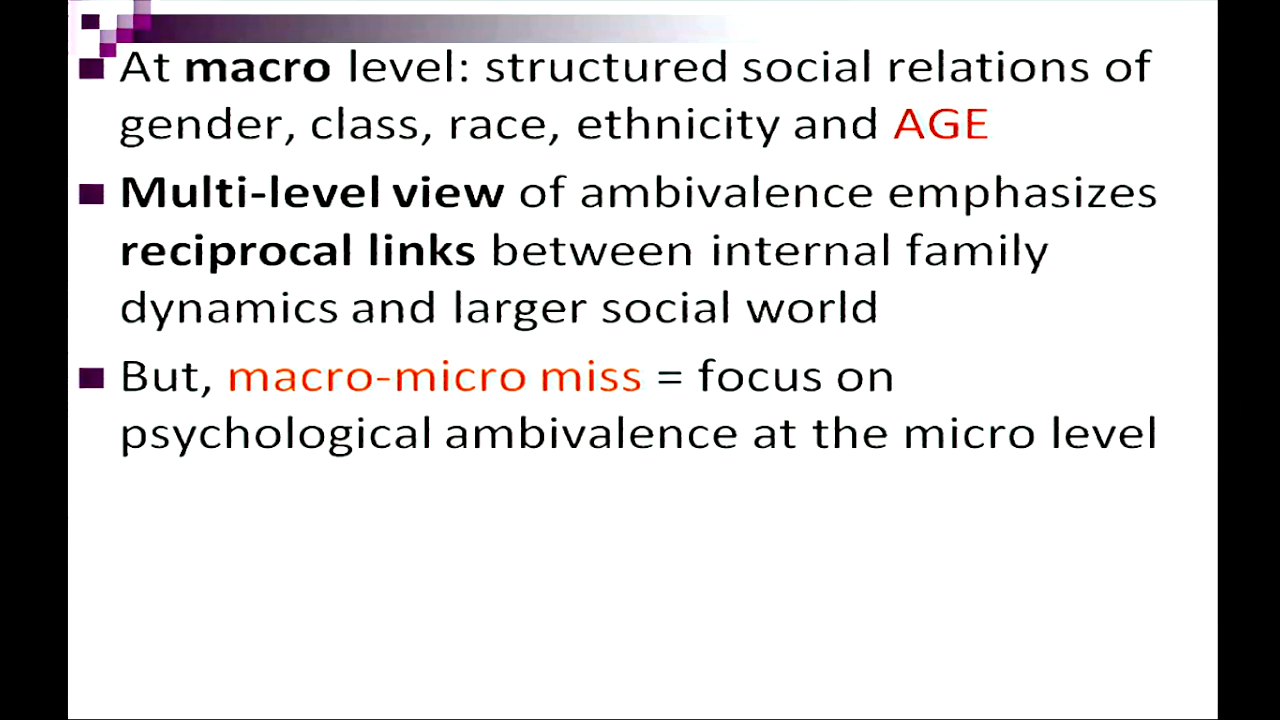 At macro level: structured social relations of
gender, class, race, ethnicity and AGE
Multi-level view of ambivalence emphasizes
reciprocal links between internal family
dynamics and larger social world
But, macro-micro miss = focus on
psychological ambivalence at the micro level